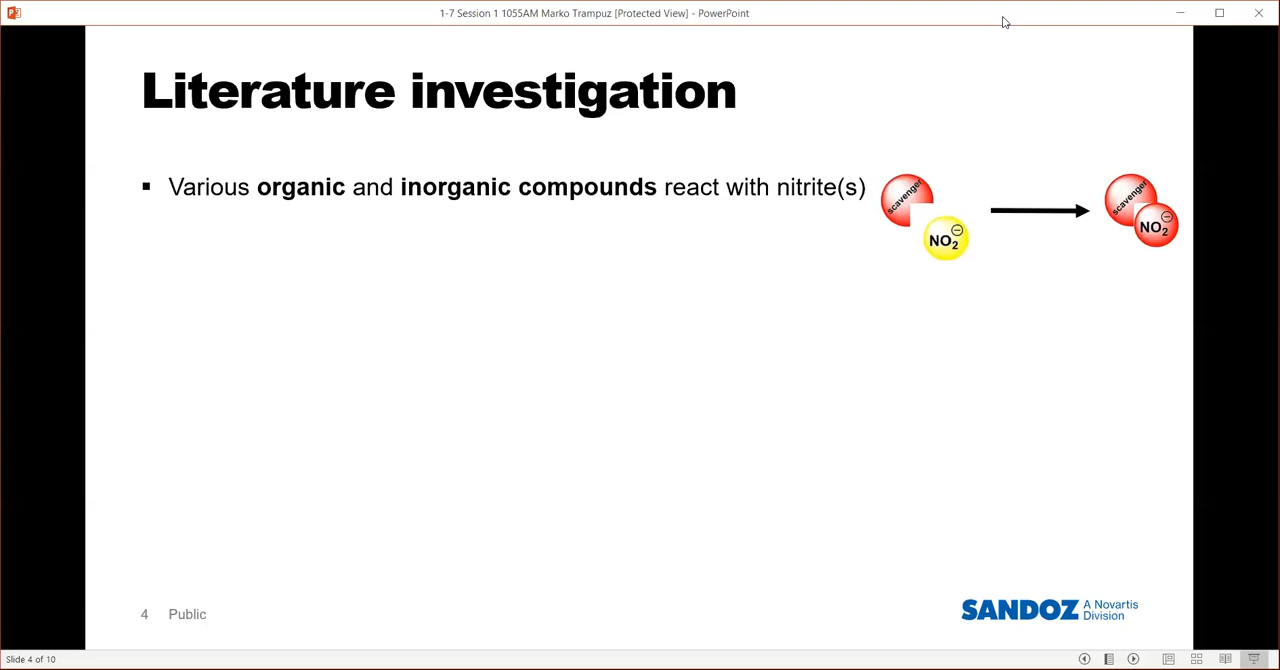 1-7 Session 1 1055AM Marko Trampuz [Protected View] - PowerPoint
Literature investigation
▪ Various organic and inorganic compounds react with nitrite(s)
scavenger
NO₂⊖
scavenger
NO₂⊖
4 Public
SANDOZ A Novartis
Division
Slide 4 of 10